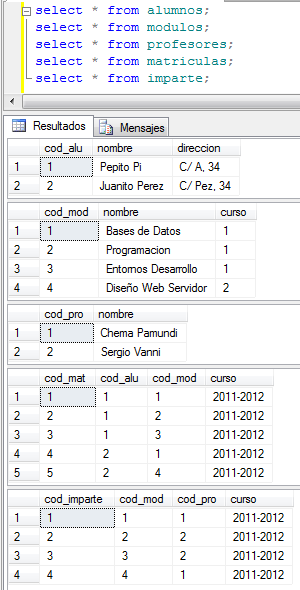 select * from alumnos;
select * from modulos;
select * from profesores;
select * from matriculas;
select * from imparte;
Resultados Mensajes
cod_alu nombre direccion
1 1 Pepito Pi C/ A, 34
2 2 Juanito Perez C/ Pez, 34
cod_mod nombre curso
1 1 Bases de Datos 1
2 2 Programacion 1
3 3 Entornos Desarrollo 1
4 4 Diseño Web Servidor 2
cod_pro nombre
1 1 Chema Pamundi
2 2 Sergio Vanni
cod_mat cod_alu cod_mod curso
1 1 1 1 2011-2012
2 2 1 2 2011-2012
3 3 1 3 2011-2012
4 4 2 1 2011-2012
5 5 2 4 2011-2012
cod_imparte cod_mod cod_pro curso
1 1 1 1 2011-2012
2 2 2 2 2011-2012
3 3 3 2 2011-2012
4 4 4 1 2011-2012